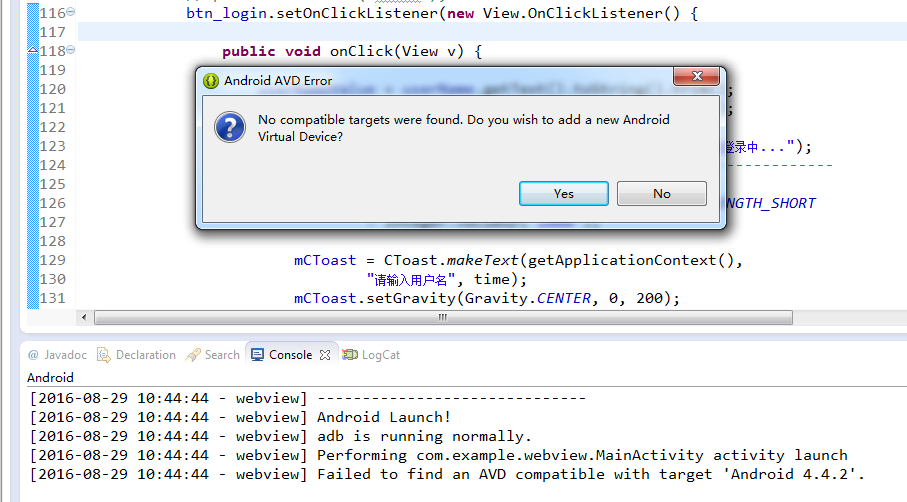 116 btn_login.setOnClickListener(new View.OnClickListener() {
117
118 public void onClick(View v) {
119
Android AVD Error
120 ;
121 ;
No compatible targets were found. Do you wish to add a new Android
122
Virtual Device?
123 登录中...");
124 -------------
125
Yes No
126 NGTH_SHORT
127
128
129 mCToast = CToast.makeText(getApplicationContext(),
130 "请输入用户名", time);
131 mCToast.setGravity(Gravity.CENTER, 0, 200);
@ Javadoc Declaration Search Console LogCat
Android
[2016-08-29 10:44:44 - webview] ------------------------------
[2016-08-29 10:44:44 - webview] Android Launch!
[2016-08-29 10:44:44 - webview] adb is running normally.
[2016-08-29 10:44:44 - webview] Performing com.example.webview.MainActivity activity launch
[2016-08-29 10:44:44 - webview] Failed to find an AVD compatible with target 'Android 4.4.2'.